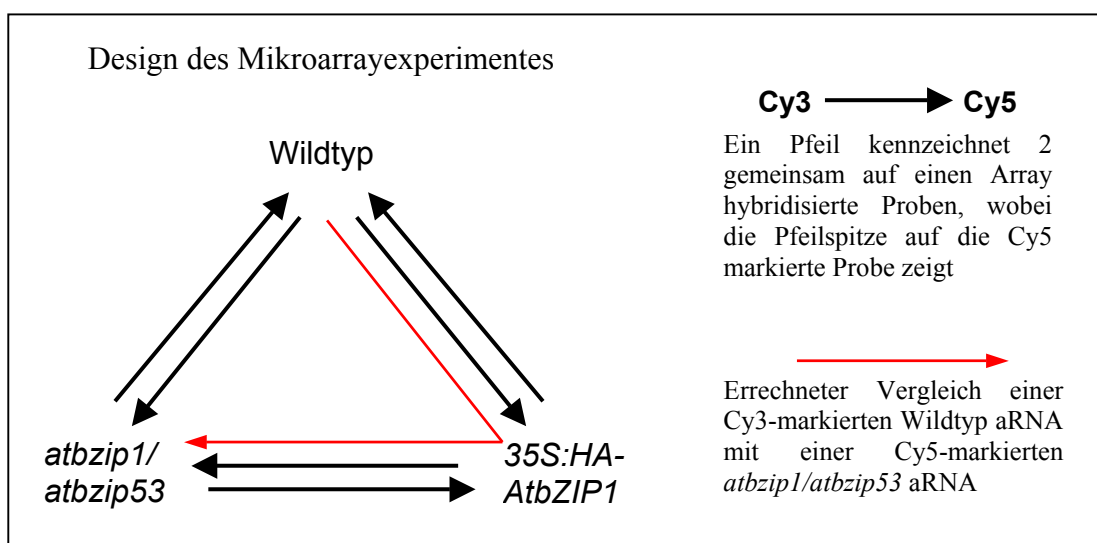 Design des Mikroarrayexperimentes
Wildtyp
atbzip1/
atbzip53
35S:HA-
AtbZIP1
Cy3
Cy5
Ein Pfeil kennzeichnet 2
gemeinsam auf einen Array
hybridisierte Proben, wobei
die Pfeilspitze auf die Cy5
markierte Probe zeigt
Errechneter Vergleich einer
Cy3-markierten Wildtyp aRNA
mit einer Cy5-markierten
atbzip1/atbzip53 aRNA